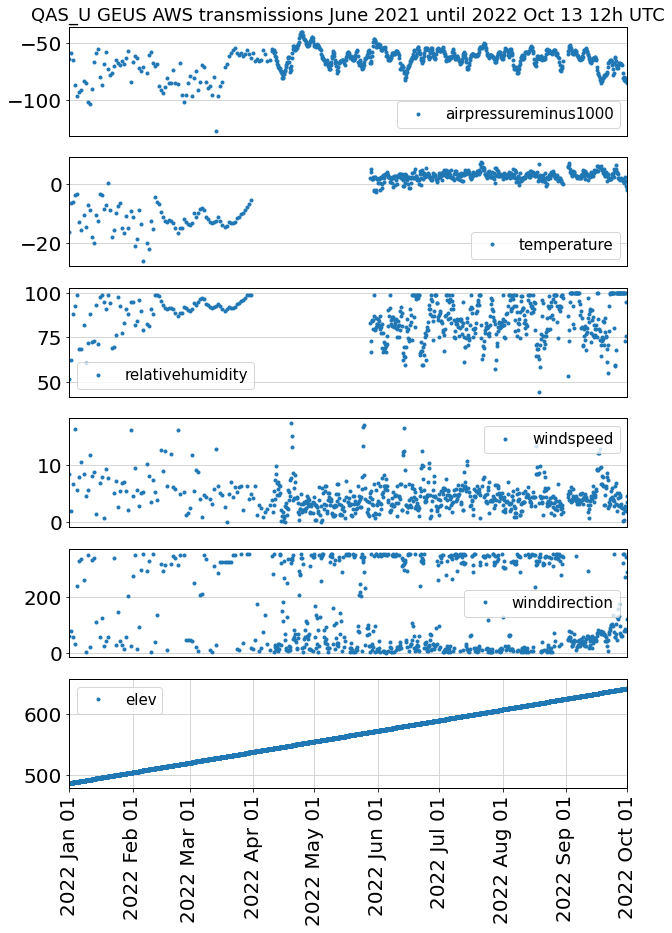 QAS_U GEUS AWS transmissions June 2021 until 2022 Oct 13 12h UTC
−50
−100
airpressureminus1000
0
−20
temperature
100
75
50
relativehumidity
10
0
windspeed
200
0
winddirection
600
500
elev
2022 Jan 01
2022 Feb 01
2022 Mar 01
2022 Apr 01
2022 May 01
2022 Jun 01
2022 Jul 01
2022 Aug 01
2022 Sep 01
2022 Oct 01